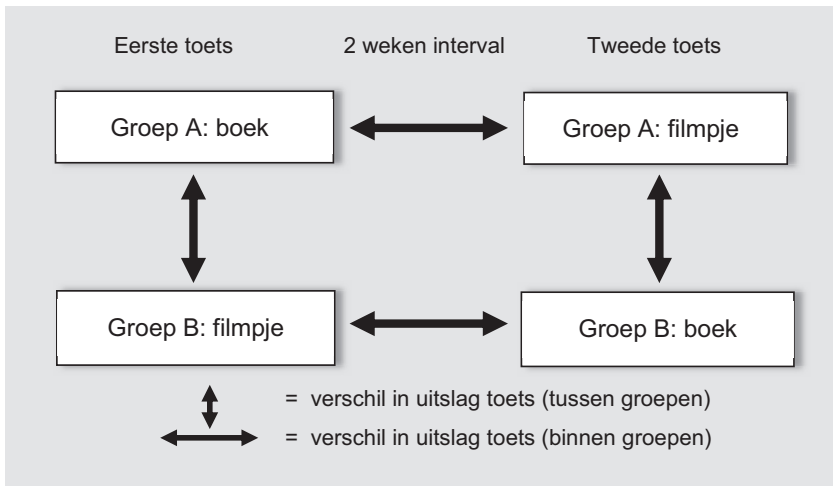 Eerste toets 2 weken interval Tweede toets
Groep A: boek Groep A: filmpje
Groep B: filmpje Groep B: boek
= verschil in uitslag toets (tussen groepen)
= verschil in uitslag toets (binnen groepen)